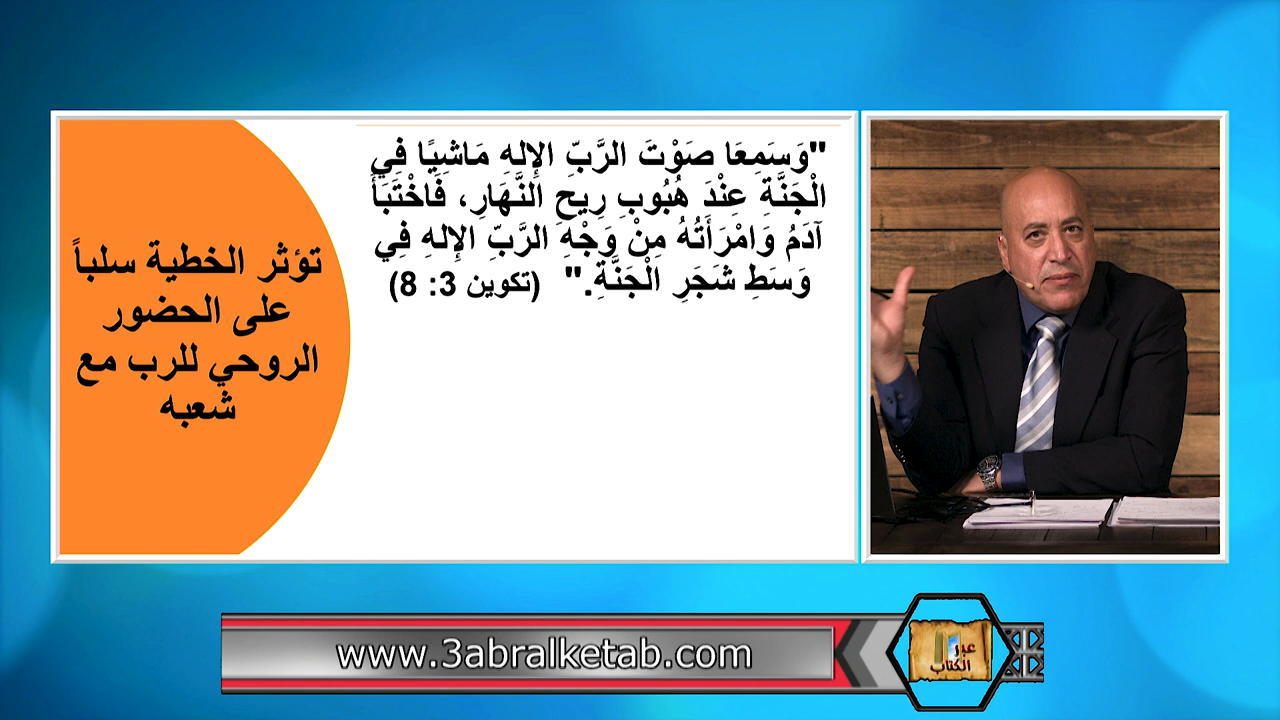 "وَسَمِعَا صَوْتَ الرَّبِّ الإِلهِ مَاشِيًا فِي
الْجَنَّةِ عِنْدَ هُبُوبِ رِيحِ النَّهَارِ، فَاخْتَبَأَ
آدَمُ وَامْرَأَتُهُ مِنْ وَجْهِ الرَّبِّ الإِلهِ فِي
وَسَطِ شَجَرِ الْجَنَّةِ." (تكوين 3: 8)
تؤثر الخطية سلباً
على الحضور
الروحي للرب مع
شعبه
www.3abralketab.com
عبر
الكتاب